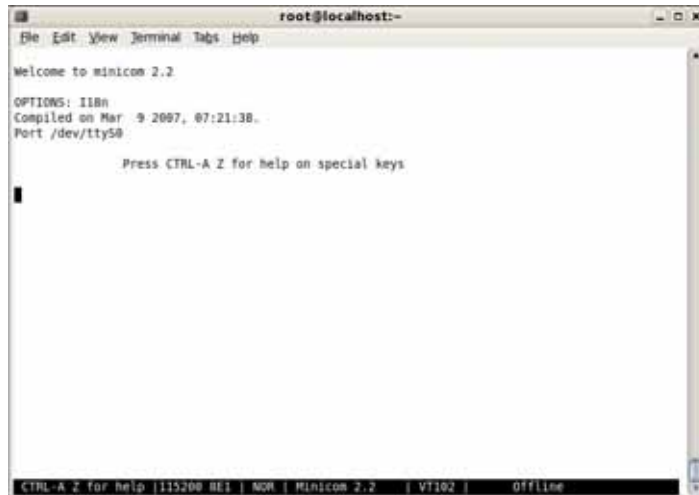 root@localhost:~
File Edit View Terminal Tabs Help
Welcome to minicom 2.2
OPTIONS: I18n
Compiled on Mar 9 2007, 07:21:38.
Port /dev/ttyS0
Press CTRL-A Z for help on special keys
CTRL-A Z for help |115200 8E1 | NOR | Minicom 2.2 | VT102 | Offline